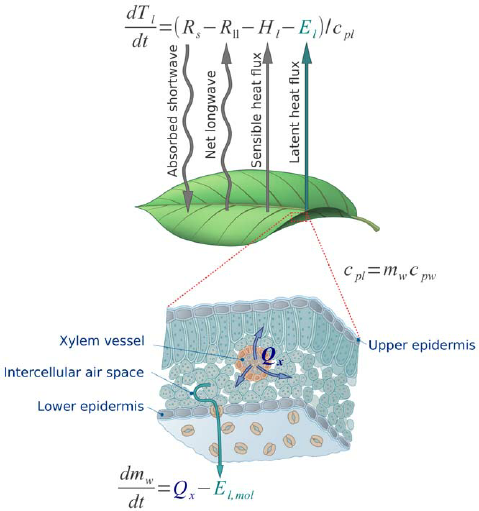 dT_l/dt=(R_s−R_ll−H_l−E_l)/c_pl
Absorbed shortwave
Net longwave
Sensible heat flux
Latent heat flux
c_pl=m_w c_pw
Xylem vessel
Q_x
Upper epidermis
Intercellular air space
Lower epidermis
dm_w/dt=Q_x−E_l,mol